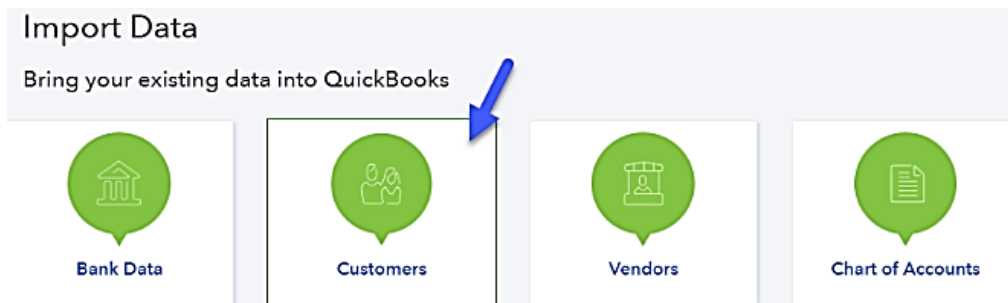 Import Data
Bring your existing data into QuickBooks
Bank Data
Customers
Vendors
Chart of Accounts